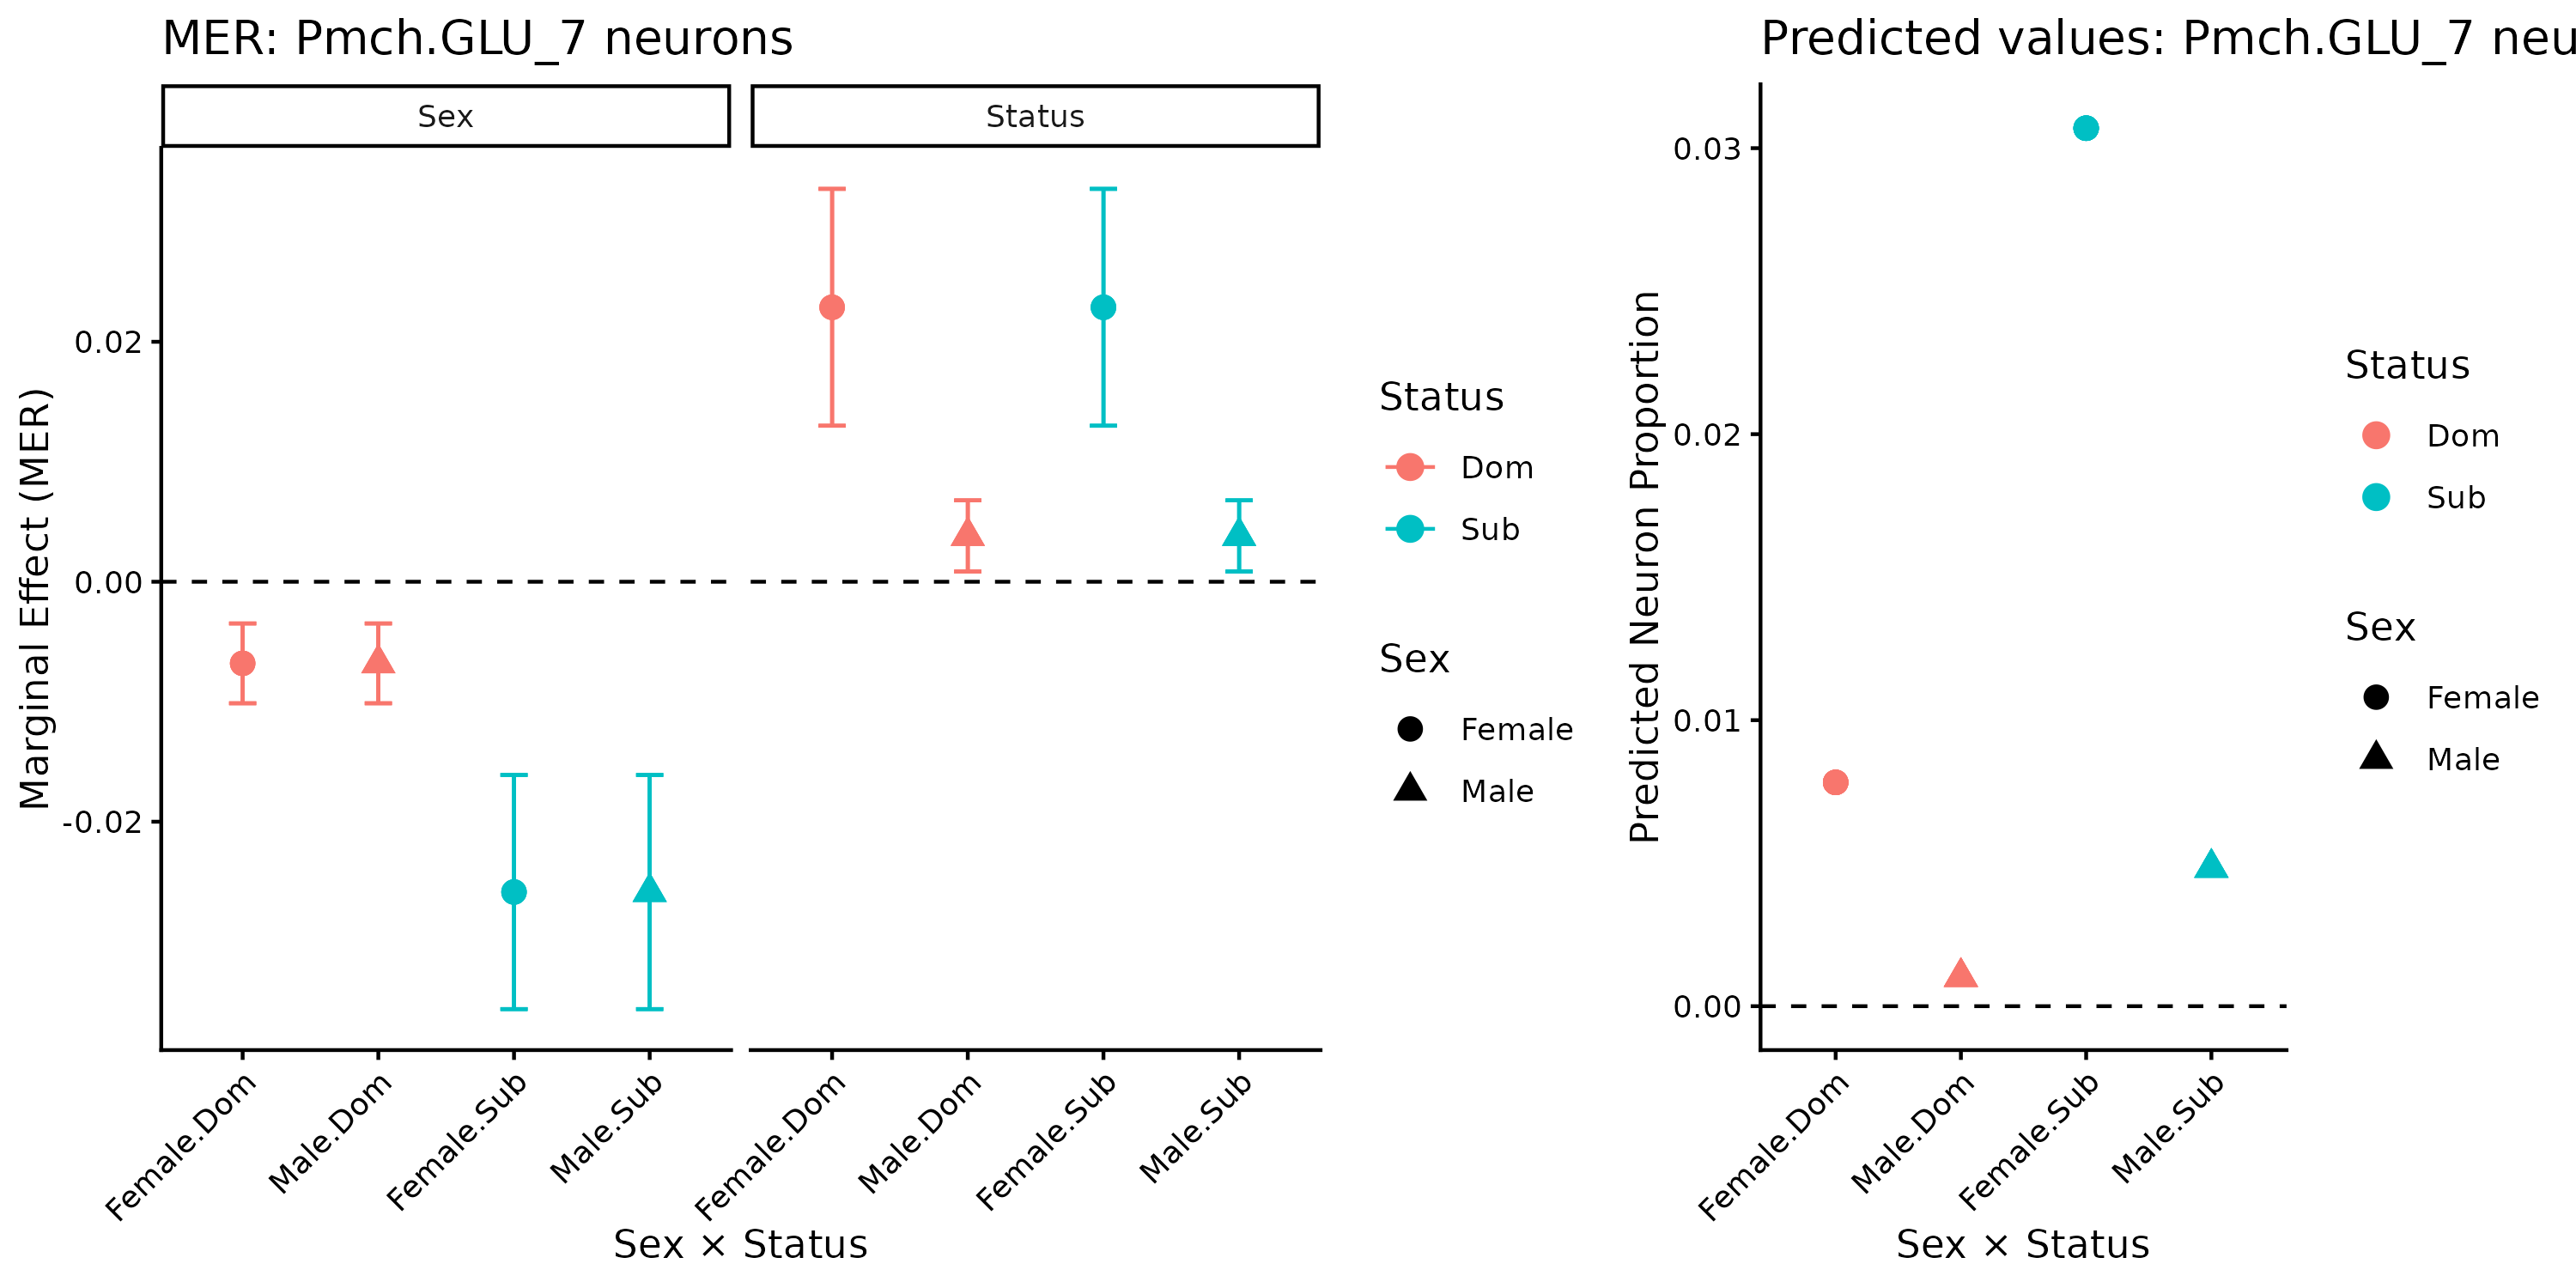 MER: Pmch.GLU_7 neurons
Sex
Status
Marginal Effect (MER)
0.02
0.00
-0.02
Female.Dom
Male.Dom
Female.Sub
Male.Sub
Female.Dom
Male.Dom
Female.Sub
Male.Sub
Sex × Status
Status
Dom
Sub
Sex
Female
Male
Predicted values: Pmch.GLU_7 neu
Predicted Neuron Proportion
0.03
0.02
0.01
0.00
Female.Dom
Male.Dom
Female.Sub
Male.Sub
Sex × Status
Status
Dom
Sub
Sex
Female
Male